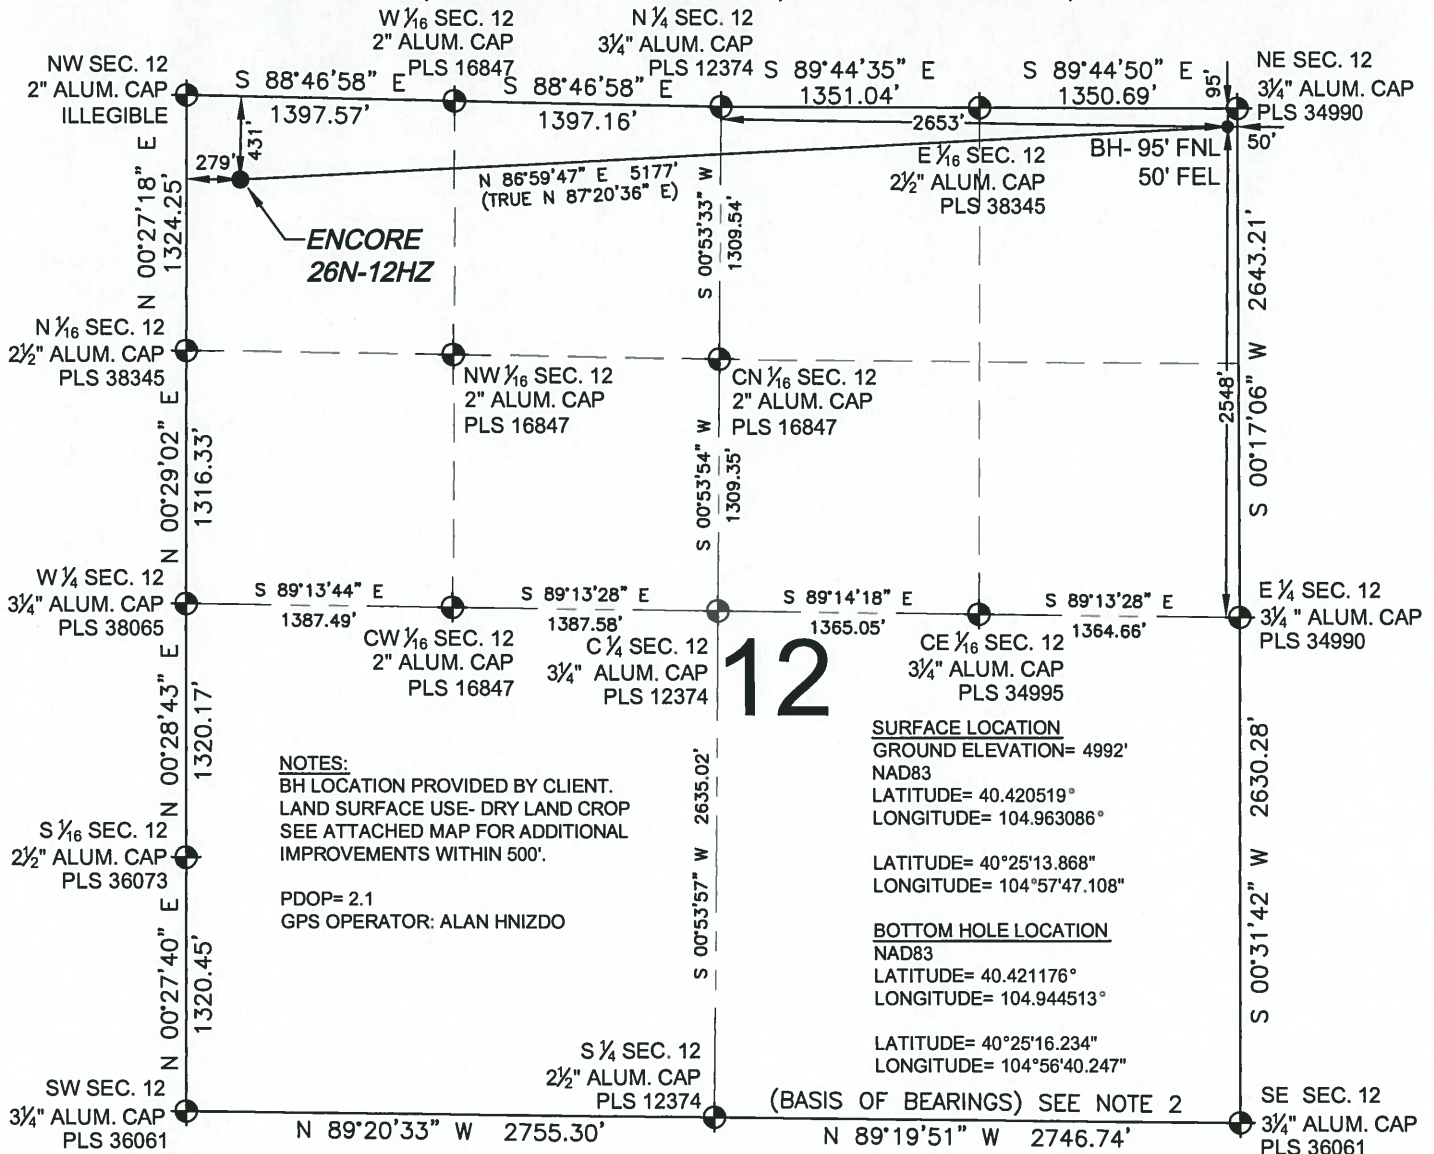 W 1/16 SEC. 12
2" ALUM. CAP
PLS 16847
N 1/4 SEC. 12
3 1/4" ALUM. CAP
PLS 12374
NW SEC. 12
2" ALUM. CAP
ILLEGIBLE
S 88°46'58" E
1397.57'
S 88°46'58" E
1397.16'
S 89°44'35" E
1351.04'
S 89°44'50" E
1350.69'
95'
NE SEC. 12
3 1/4" ALUM. CAP
PLS 34990
2653'
50'
BH- 95' FNL
50' FEL
E 1/16 SEC. 12
2 1/2" ALUM. CAP
PLS 38345
279'
431'
N 86°59'47" E 5177'
(TRUE N 87°20'36" E)
ENCORE
26N-12HZ
N 00°27'18" E
1324.25'
S 00°53'33" W
1309.54'
S 00°17'06" W 2643.21'
2548'
N 1/16 SEC. 12
2 1/2" ALUM. CAP
PLS 38345
NW 1/16 SEC. 12
2" ALUM. CAP
PLS 16847
CN 1/16 SEC. 12
2" ALUM. CAP
PLS 16847
N 00°29'02" E
1316.33'
S 00°53'54" W
1309.35'
W 1/4 SEC. 12
3 1/4" ALUM. CAP
PLS 38065
S 89°13'44" E
1387.49'
S 89°13'28" E
1387.58'
S 89°14'18" E
1365.05'
S 89°13'28" E
1364.66'
E 1/4 SEC. 12
3 1/4" ALUM. CAP
PLS 34990
CW 1/16 SEC. 12
2" ALUM. CAP
PLS 16847
C 1/4 SEC. 12
3 1/4" ALUM. CAP
PLS 12374
12
CE 1/16 SEC. 12
3 1/4" ALUM. CAP
PLS 34995
N 00°28'43" E
1320.17'
NOTES:
BH LOCATION PROVIDED BY CLIENT.
LAND SURFACE USE- DRY LAND CROP
SEE ATTACHED MAP FOR ADDITIONAL
IMPROVEMENTS WITHIN 500'.
PDOP= 2.1
GPS OPERATOR: ALAN HNIZDO
S 00°53'57" W 2635.02'
SURFACE LOCATION
GROUND ELEVATION= 4992'
NAD83
LATITUDE= 40.420519°
LONGITUDE= 104.963086°
LATITUDE= 40°25'13.868"
LONGITUDE= 104°57'47.108"
BOTTOM HOLE LOCATION
NAD83
LATITUDE= 40.421176°
LONGITUDE= 104.944513°
LATITUDE= 40°25'16.234"
LONGITUDE= 104°56'40.247"
S 00°31'42" W 2630.28'
S 1/16 SEC. 12
2 1/2" ALUM. CAP
PLS 36073
N 00°27'40" E
1320.45'
SW SEC. 12
3 1/4" ALUM. CAP
PLS 36061
S 1/4 SEC. 12
2 1/2" ALUM. CAP
PLS 12374
N 89°20'33" W 2755.30'
(BASIS OF BEARINGS) SEE NOTE 2
N 89°19'51" W 2746.74'
SE SEC. 12
3 1/4" ALUM. CAP
PLS 36061